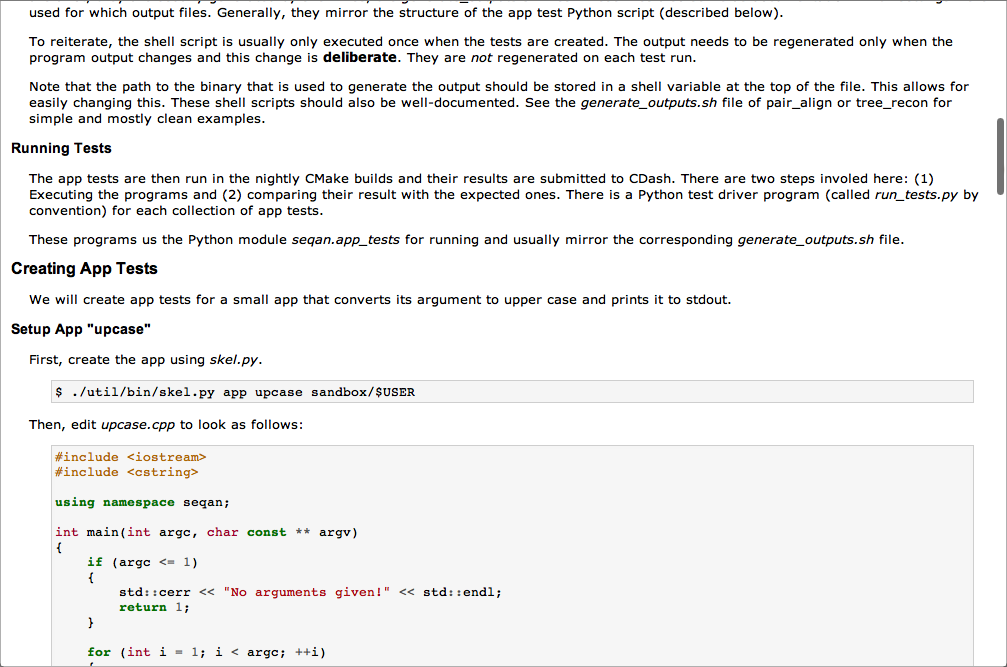 used for which output files. Generally, they mirror the structure of the app test Python script (described below).
To reiterate, the shell script is usually only executed once when the tests are created. The output needs to be regenerated only when the
program output changes and this change is deliberate. They are not regenerated on each test run.
Note that the path to the binary that is used to generate the output should be stored in a shell variable at the top of the file. This allows for
easily changing this. These shell scripts should also be well-documented. See the generate_outputs.sh file of pair_align or tree_recon for
simple and mostly clean examples.
Running Tests
The app tests are then run in the nightly CMake builds and their results are submitted to CDash. There are two steps involed here: (1)
Executing the programs and (2) comparing their result with the expected ones. There is a Python test driver program (called run_tests.py by
convention) for each collection of app tests.
These programs us the Python module seqan.app_tests for running and usually mirror the corresponding generate_outputs.sh file.
Creating App Tests
We will create app tests for a small app that converts its argument to upper case and prints it to stdout.
Setup App "upcase"
First, create the app using skel.py.
$ ./util/bin/skel.py app upcase sandbox/$USER
Then, edit upcase.cpp to look as follows:
#include <iostream>
#include <cstring>
using namespace seqan;
int main(int argc, char const ** argv)
{
    if (argc <= 1)
    {
        std::cerr << "No arguments given!" << std::endl;
        return 1;
    }
    for (int i = 1; i < argc; ++i)